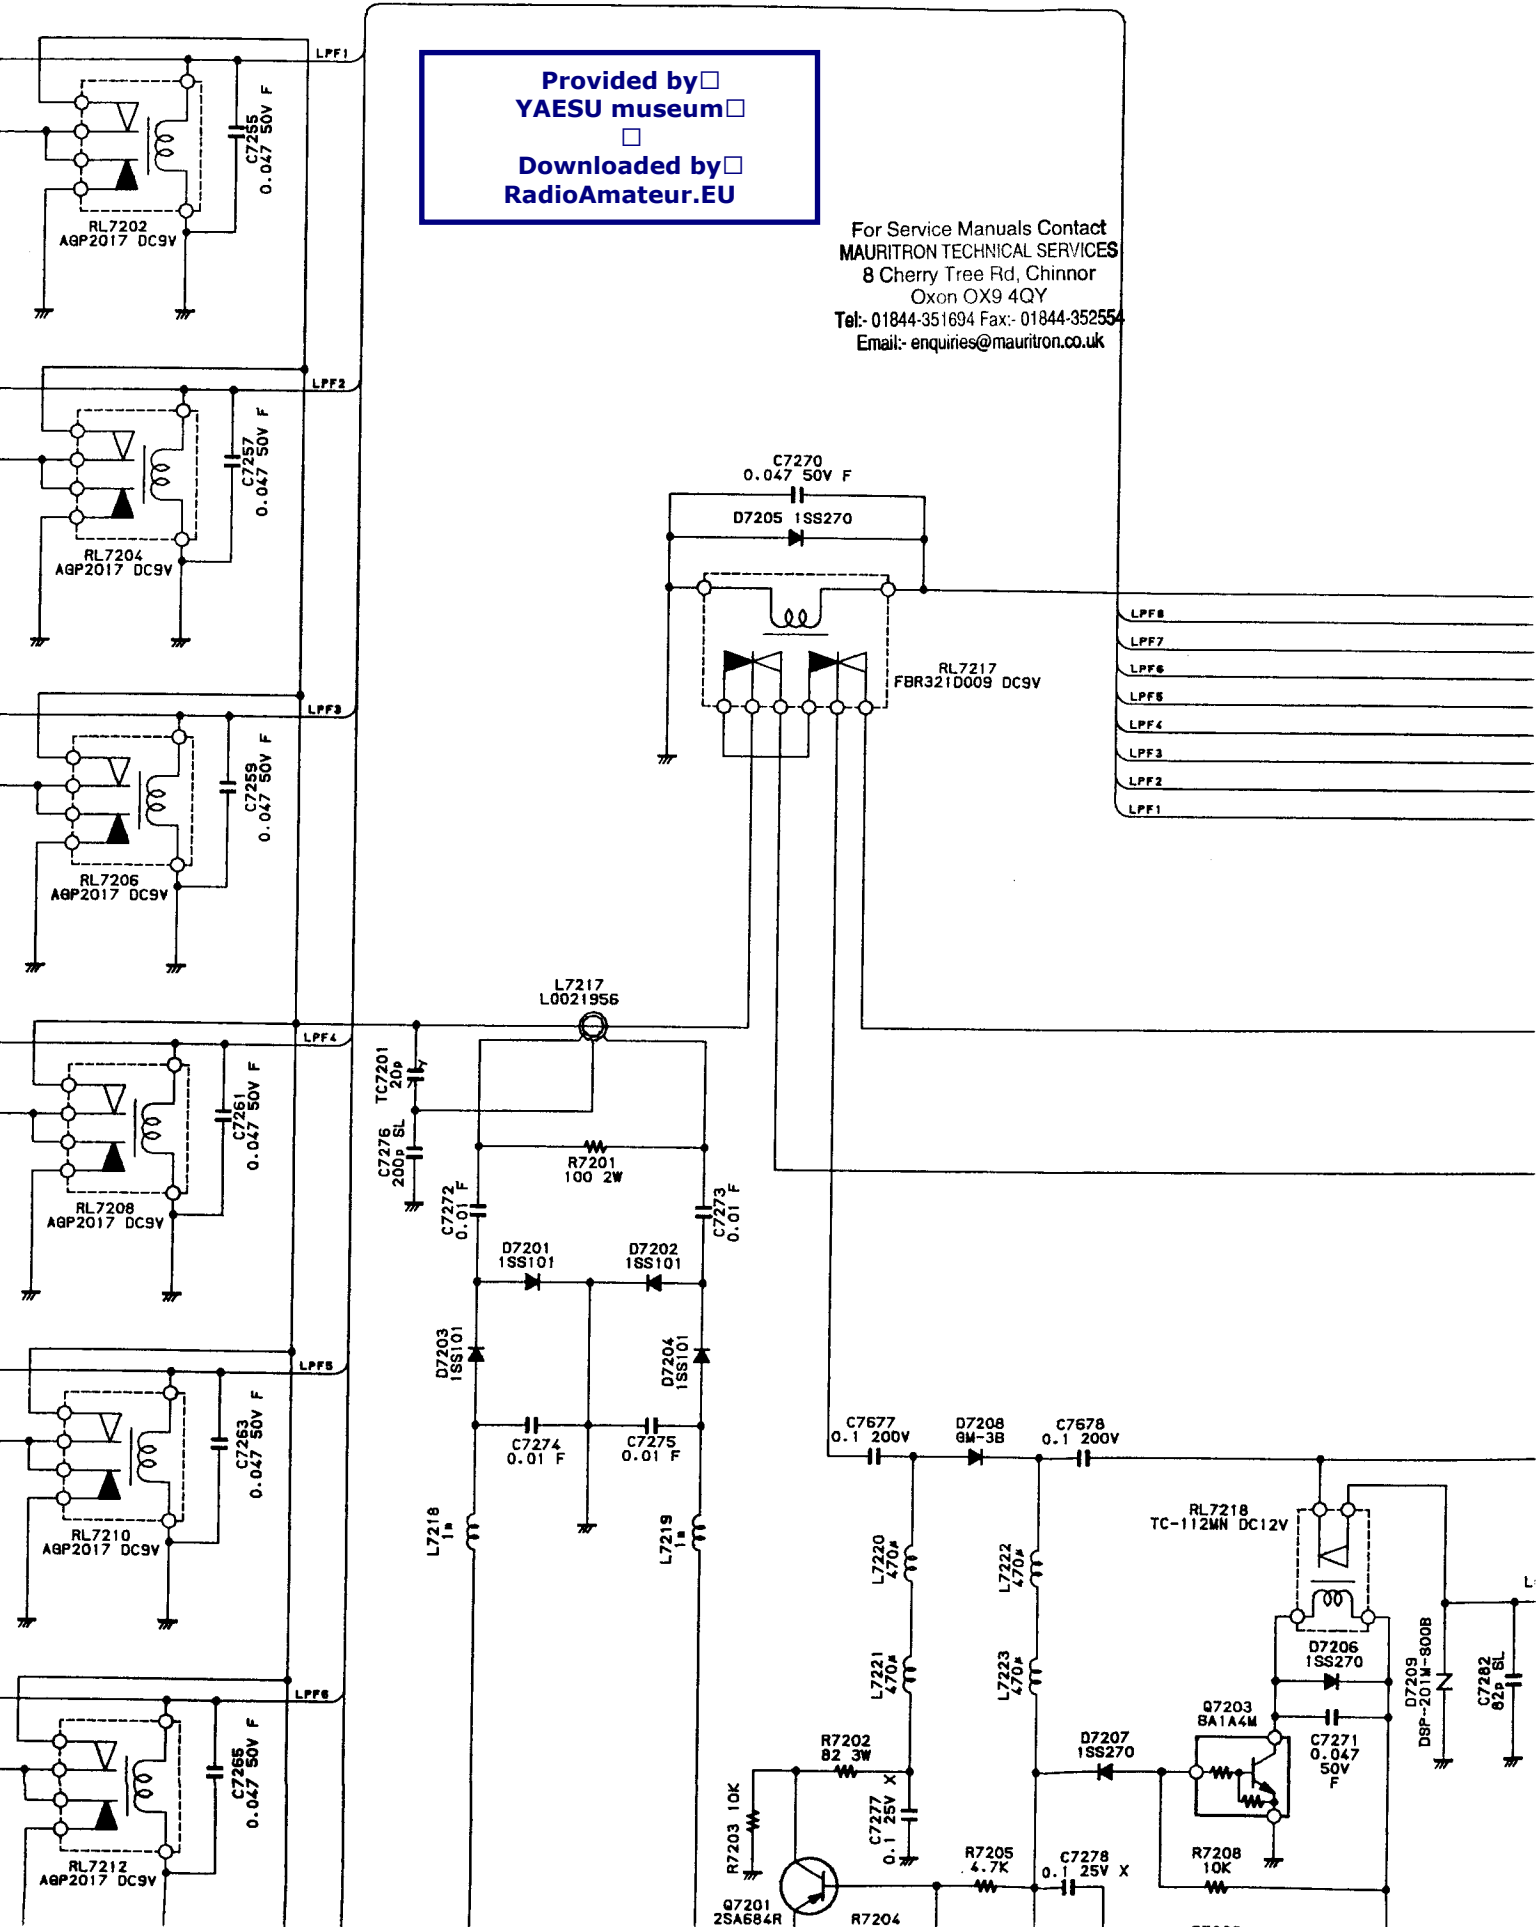 LPF1
Provided by
YAESU museum
Downloaded by
RadioAmateur.EU
C7255
0.047 50V F
RL7202
AGP2017 DC9V
For Service Manuals Contact
MAURITRON TECHNICAL SERVICES
8 Cherry Tree Rd, Chinnor
Oxon OX9 4QY
Tel:- 01844-351694 Fax:- 01844-352554
Email:- enquiries@mauritron.co.uk
LPF2
C7257
0.047 50V F
RL7204
AGP2017 DC9V
C7270
0.047 50V F
D7205 1SS270
RL7217
FBR321D009 DC9V
LPF8
LPF7
LPF6
LPF5
LPF4
LPF3
LPF2
LPF1
LPF3
C7259
0.047 50V F
RL7206
AGP2017 DC9V
L7217
L0021956
LPF4
C7261
0.047 50V F
RL7208
AGP2017 DC9V
TC7201
20p
C7276
200p SL
R7201
100 2W
C7272
0.01 F
C7273
0.01 F
D7201
1SS101
D7202
1SS101
D7203
1SS101
D7204
1SS101
C7274
0.01 F
C7275
0.01 F
L7218
1m
L7219
1m
LPF5
C7263
0.047 50V F
RL7210
AGP2017 DC9V
C7677
0.1 200V
D7208
GM-3B
C7678
0.1 200V
RL7218
TC-112MN DC12V
L7220
470μ
L7222
470μ
L7221
470μ
L7223
470μ
L
D7206
1SS270
D7209
DSP-201M-S00B
C7282
82p SL
Q7203
BA1A4M
C7271
0.047
50V
F
D7207
1SS270
LPF6
C7265
0.047 50V F
RL7212
AGP2017 DC9V
R7202
82 3W
R7203 10K
C7277
0.1 25V X
R7205
4.7K
C7278
0.1 25V X
R7208
10K
Q7201
2SA684R
R7204